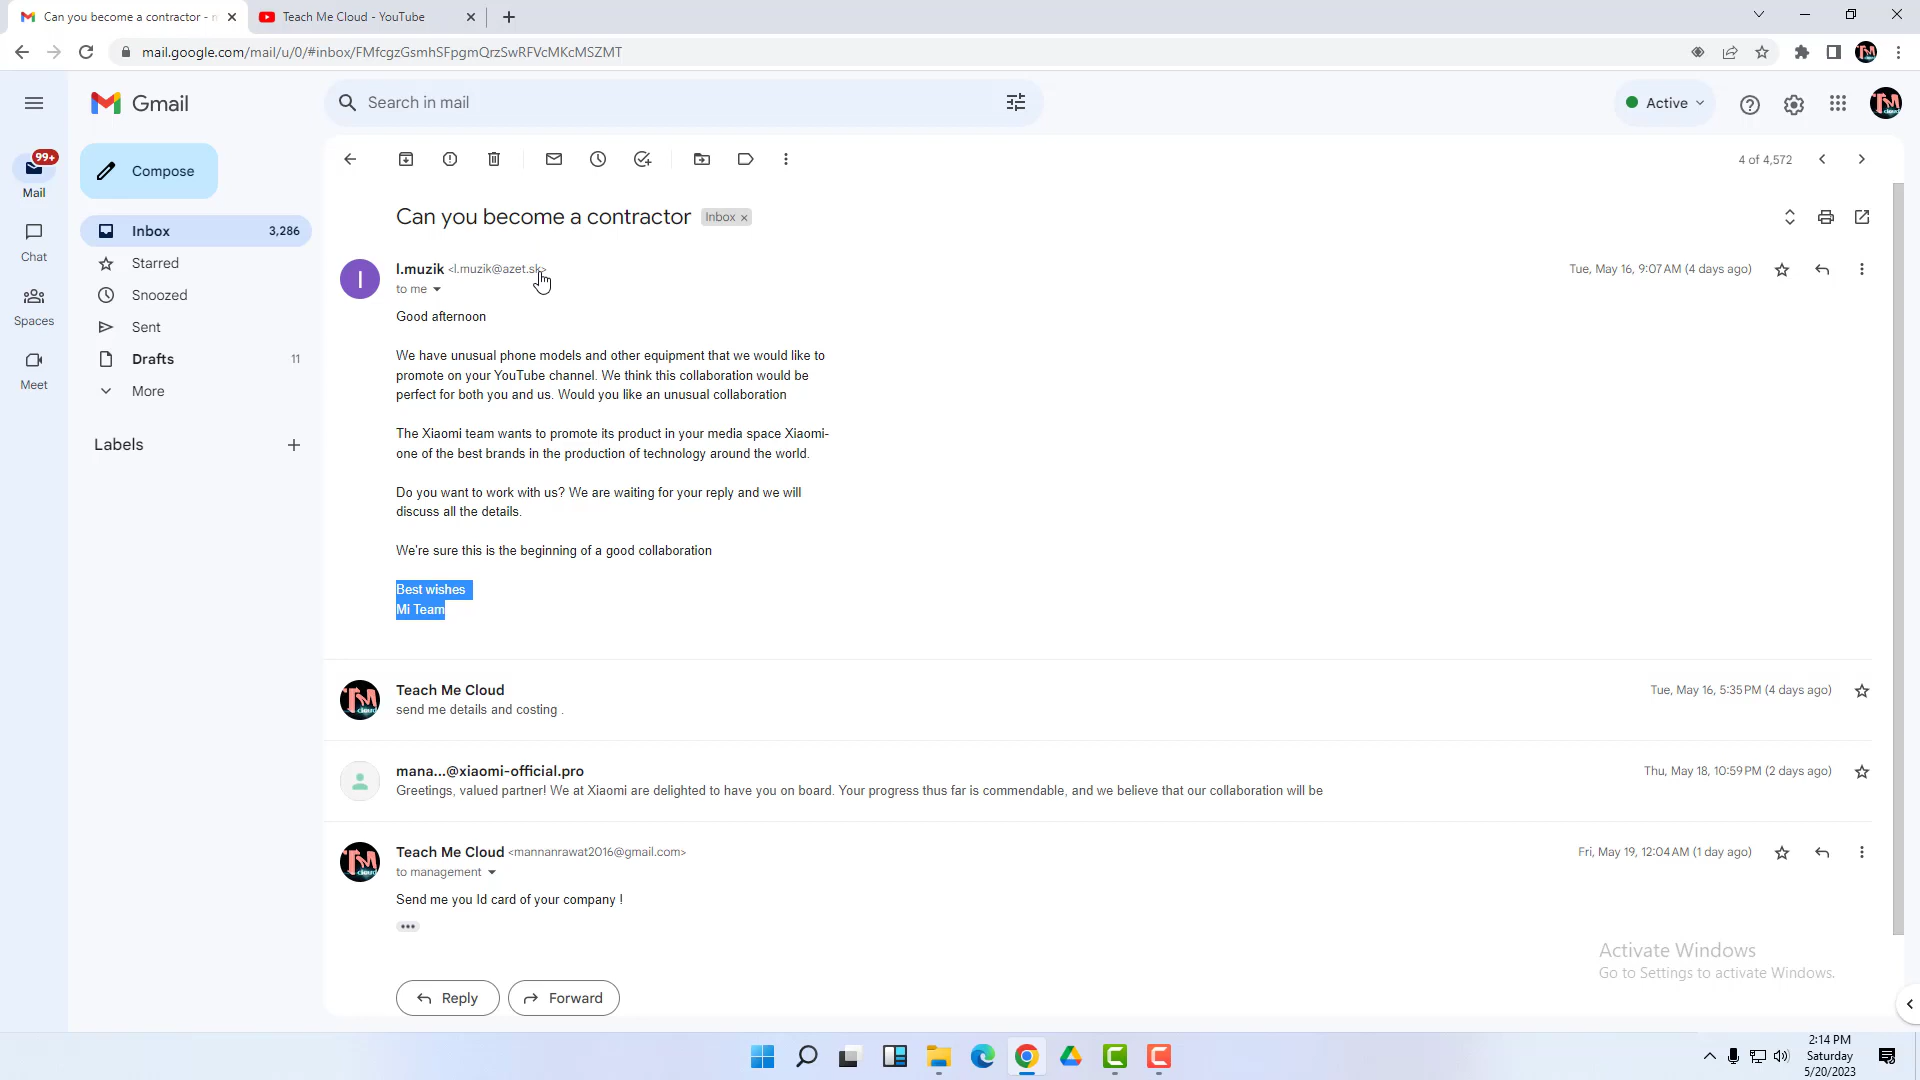 Can you become a contractor - m
Teach Me Cloud - YouTube
mail.google.com/mail/u/0/#inbox/FMfcgzGsmhSFpgmQrzSwRFVcMKcMSZMT
Gmail
Search in mail
Active
TM
99+
Mail
Compose
4 of 4,572
Can you become a contractor
Inbox ×
Inbox 3,286
Chat
Starred
l.muzik <l.muzik@azet.sk>
Tue, May 16, 9:07 AM (4 days ago)
to me
Snoozed
Spaces
Sent
Good afternoon
Drafts 11
We have unusual phone models and other equipment that we would like to
promote on your YouTube channel. We think this collaboration would be
perfect for both you and us. Would you like an unusual collaboration
Meet
More
The Xiaomi team wants to promote its product in your media space Xiaomi-
one of the best brands in the production of technology around the world.
Labels
Do you want to work with us? We are waiting for your reply and we will
discuss all the details.
We're sure this is the beginning of a good collaboration
Best wishes
Mi Team
Teach Me Cloud
Tue, May 16, 5:35 PM (4 days ago)
send me details and costing .
mana...@xiaomi-official.pro
Thu, May 18, 10:59 PM (2 days ago)
Greetings, valued partner! We at Xiaomi are delighted to have you on board. Your progress thus far is commendable, and we believe that our collaboration will be
Teach Me Cloud <mannanrawat2016@gmail.com>
Fri, May 19, 12:04 AM (1 day ago)
to management
Send me you Id card of your company !
Reply
Forward
Activate Windows
Go to Settings to activate Windows.
2:14 PM
Saturday
5/20/2023